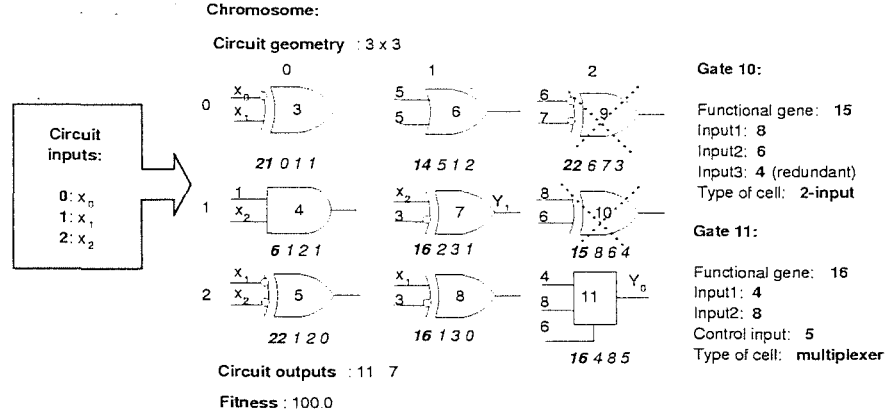 Chromosome:
Circuit geometry : 3 x 3
0 1 2
0
x0
x1
3
21 0 1 1
5
5
6
14 5 1 2
6
7
9
22 6 7 3
1
1
x2
4
6 1 2 1
x2
3
7
Y1
16 2 3 1
8
6
10
15 8 6 4
2
x1
x2
5
22 1 2 0
x1
3
8
16 1 3 0
4
8
6
11
Y0
16 4 8 5
Circuit outputs : 11 7
Fitness : 100.0
Circuit
inputs:
0: x0
1: x1
2: x2
Gate 10:
Functional gene: 15
Input1: 8
Input2: 6
Input3: 4 (redundant)
Type of cell: 2-input
Gate 11:
Functional gene: 16
Input1: 4
Input2: 8
Control input: 5
Type of cell: multiplexer